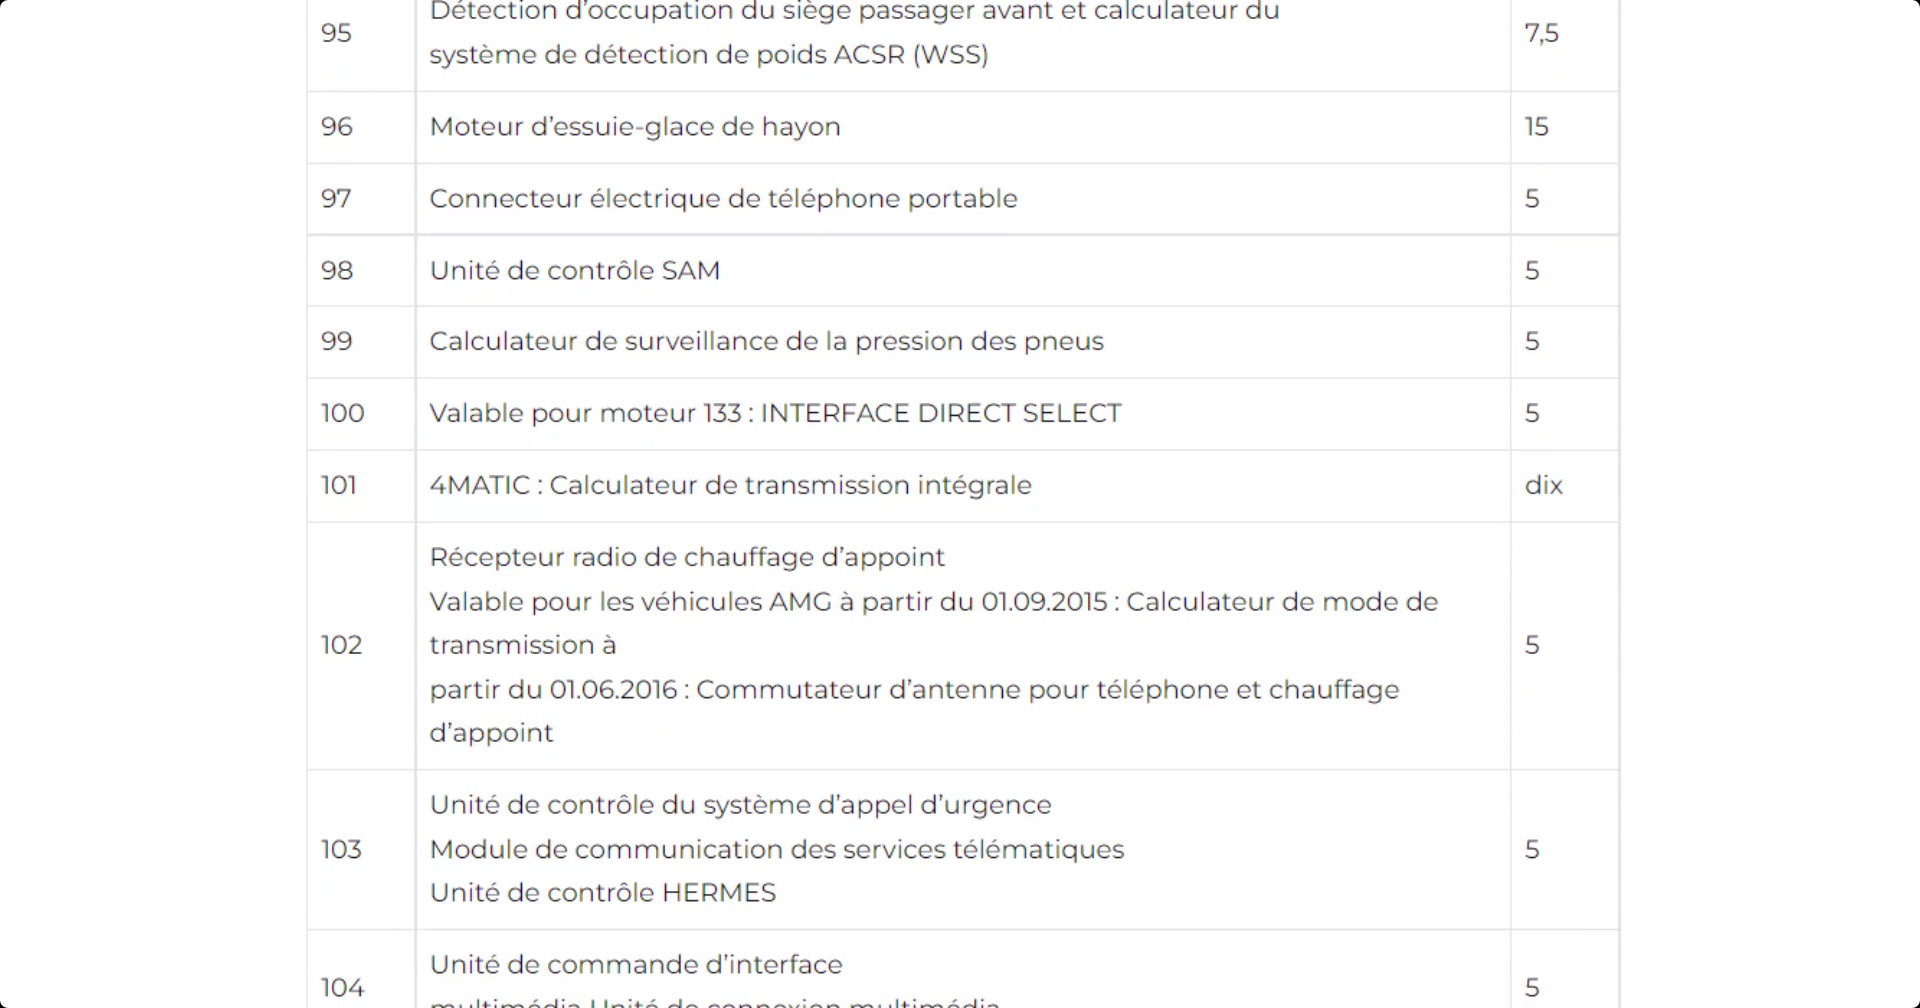 Détection d’occupation du siège passager avant et calculateur du
95
7,5
système de détection de poids ACSR (WSS)
96 Moteur d’essuie-glace de hayon 15
97 Connecteur électrique de téléphone portable 5
98 Unité de contrôle SAM 5
99 Calculateur de surveillance de la pression des pneus 5
100 Valable pour moteur 133 : INTERFACE DIRECT SELECT 5
101 4MATIC : Calculateur de transmission intégrale dix
Récepteur radio de chauffage d’appoint
Valable pour les véhicules AMG à partir du 01.09.2015 : Calculateur de mode de
102 transmission à 5
partir du 01.06.2016 : Commutateur d’antenne pour téléphone et chauffage
d’appoint
Unité de contrôle du système d’appel d’urgence
103 Module de communication des services télématiques 5
Unité de contrôle HERMES
Unité de commande d’interface
104
5
multimédia Unité de connexion multimédia